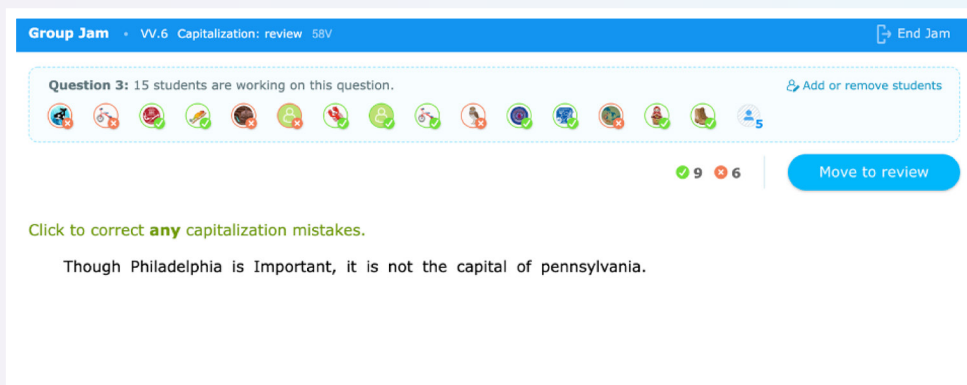 Group Jam · VV.6 Capitalization: review 58V End Jam
Question 3: 15 students are working on this question. Add or remove students
5
9 6 Move to review
Click to correct any capitalization mistakes.
Though Philadelphia is Important, it is not the capital of pennsylvania.